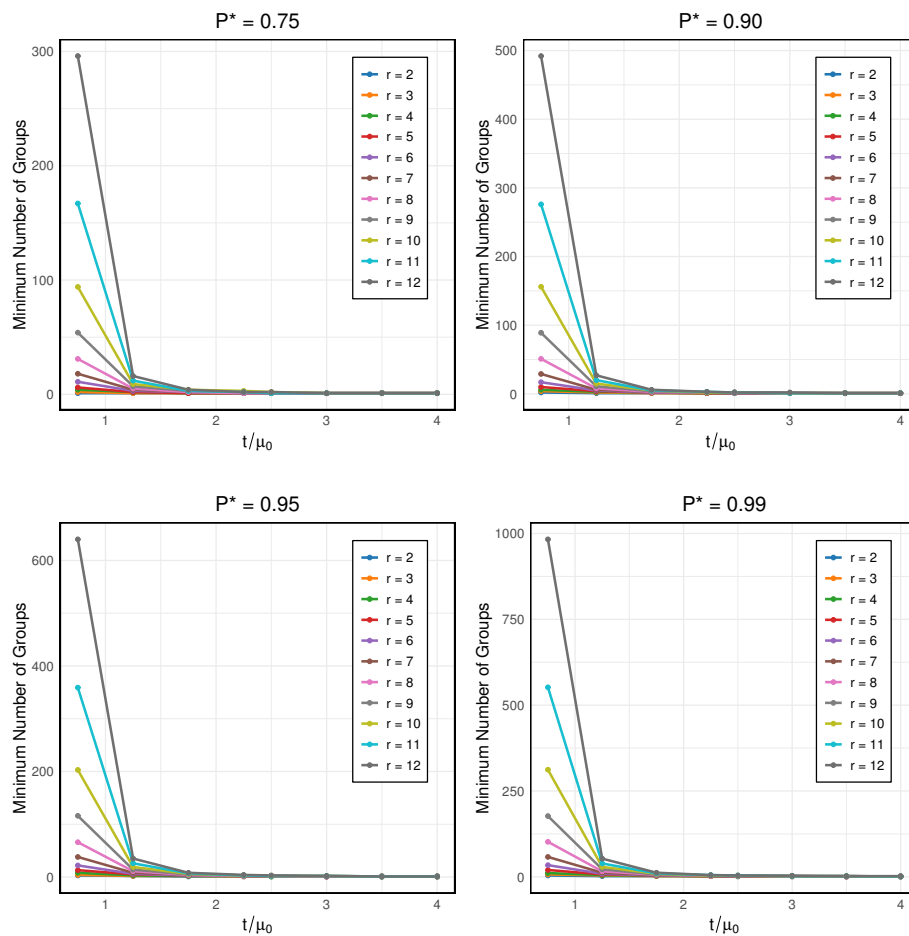 P* = 0.75
Minimum Number of Groups
300
200
100
0
1
2
3
4
t/μ₀
r = 2
r = 3
r = 4
r = 5
r = 6
r = 7
r = 8
r = 9
r = 10
r = 11
r = 12
P* = 0.90
Minimum Number of Groups
500
400
300
200
100
0
1
2
3
4
t/μ₀
r = 2
r = 3
r = 4
r = 5
r = 6
r = 7
r = 8
r = 9
r = 10
r = 11
r = 12
P* = 0.95
Minimum Number of Groups
600
400
200
0
1
2
3
4
t/μ₀
r = 2
r = 3
r = 4
r = 5
r = 6
r = 7
r = 8
r = 9
r = 10
r = 11
r = 12
P* = 0.99
Minimum Number of Groups
1000
750
500
250
0
1
2
3
4
t/μ₀
r = 2
r = 3
r = 4
r = 5
r = 6
r = 7
r = 8
r = 9
r = 10
r = 11
r = 12